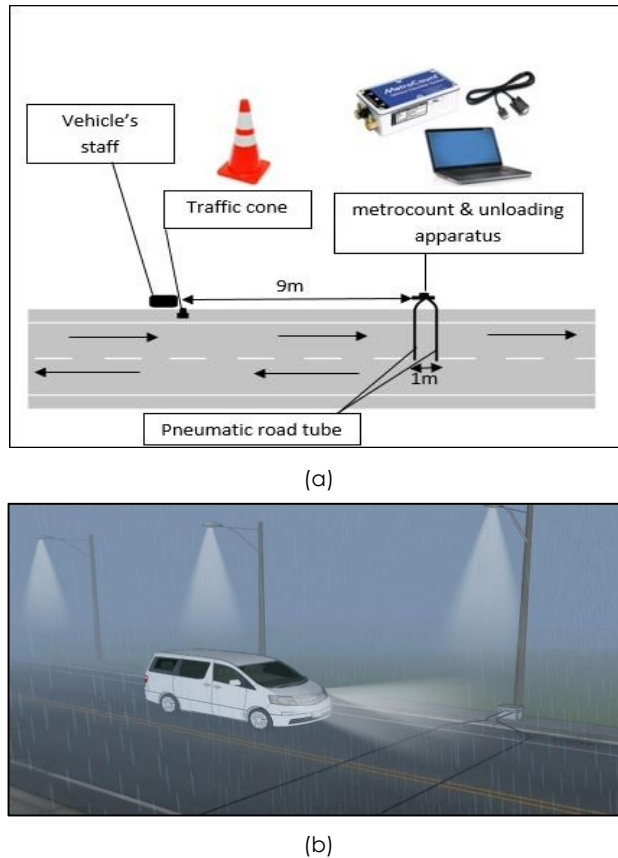 MetroCount
Vehicle's
staff
Traffic cone
metrocount & unloading
apparatus
9m
1m
Pneumatic road tube
(a)
(b)